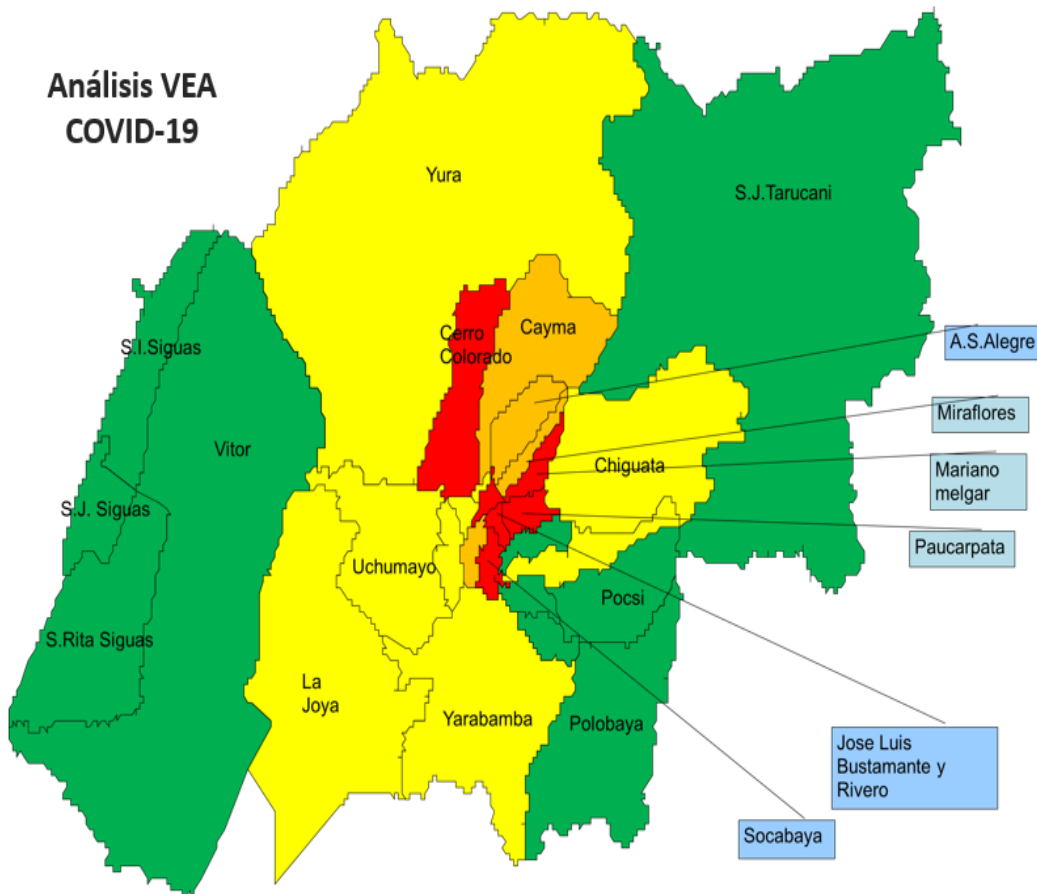 Análisis VEA
COVID-19
Yura
S.J.Tarucani
Cerro
Colorado
Cayma
A.S.Alegre
S.I.Siguas
Miraflores
Vitor
Chiguata
Mariano
melgar
S.J. Siguas
Paucarpata
Uchumayo
Pocsi
S.Rita Siguas
La
Joya
Yarabamba
Polobaya
Jose Luis
Bustamante y
Rivero
Socabaya